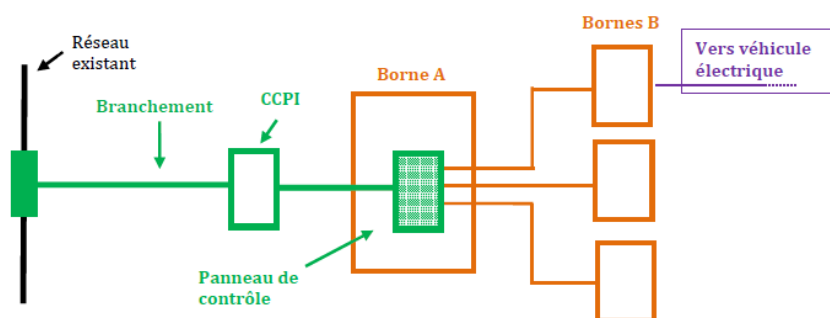 Réseau
existant
Branchement
CCPI
Borne A
Bornes B
Vers véhicule
électrique
Panneau de
contrôle